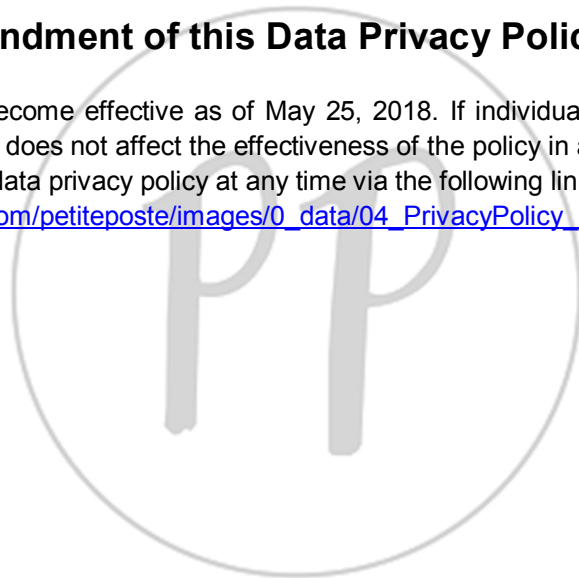 ndment of this Data Privacy Polic
ecome effective as of May 25, 2018. If individua
does not affect the effectiveness of the policy in a
data privacy policy at any time via the following lin
om/petiteposte/images/0_data/04_PrivacyPolicy_
pp